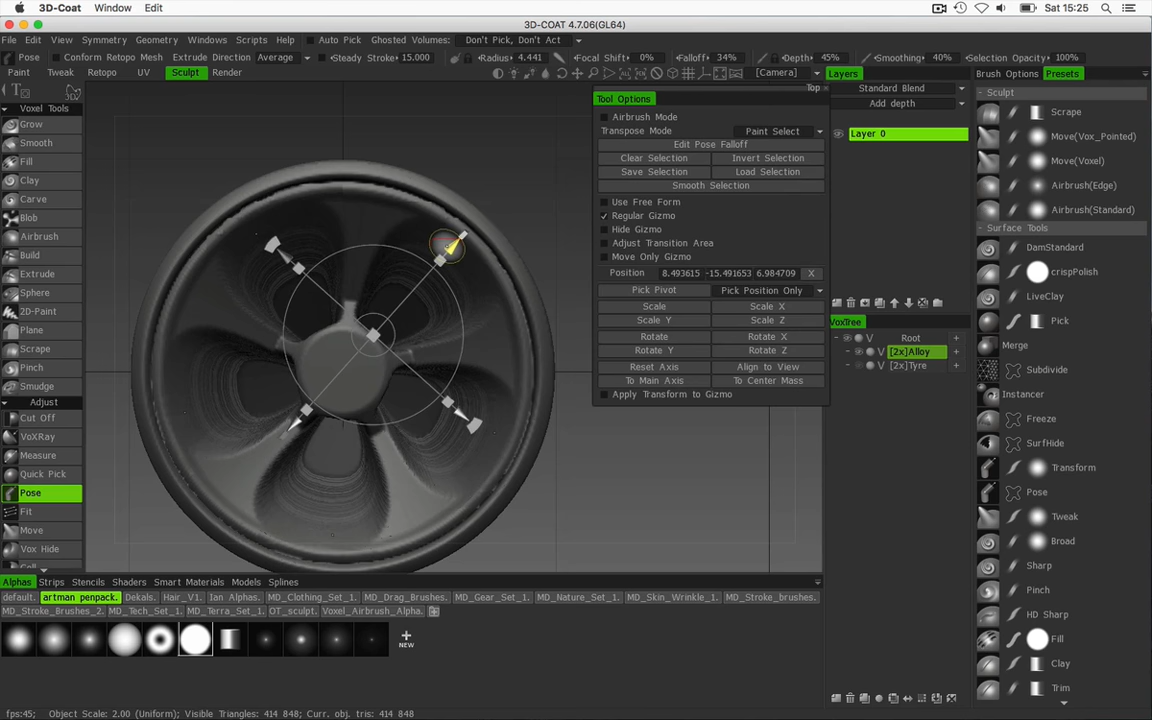 3D-Coat Window Edit Sat 15:25
3D-COAT 4.7.06(GL64)
File Edit View Symmetry Geometry Windows Scripts Help Auto Pick Ghosted Volumes: Don't Pick, Don't Act
Pose Conform Retopo Mesh Extrude Direction Average Steady Stroke 15.000 Radius 4.441 Focal Shift 0% Falloff 34% Depth 45% Smoothing 40% Selection Opacity 100%
Paint Tweak Retopo UV Sculpt Render [Camera]
Voxel Tools
Grow
Smooth
Fill
Clay
Carve
Blob
Airbrush
Build
Extrude
Sphere
2D-Paint
Plane
Scrape
Pinch
Smudge
Adjust
Cut Off
VoXRay
Measure
Quick Pick
Pose
Fit
Move
Vox Hide
Top
Tool Options
Airbrush Mode
Transpose Mode Paint Select
Edit Pose Falloff
Clear Selection Invert Selection
Save Selection Load Selection
Smooth Selection
Use Free Form
Regular Gizmo
Hide Gizmo
Adjust Transition Area
Move Only Gizmo
Position 8.493615 -15.491653 6.984709 X
Pick Pivot Pick Position Only
Scale Scale X
Scale Y Scale Z
Rotate Rotate X
Rotate Y Rotate Z
Reset Axis Align to View
To Main Axis To Center Mass
Apply Transform to Gizmo
Layers
Standard Blend
Add depth
Layer 0
VoxTree
Root +
V [2x]Alloy +
V [2x]Tyre +
Brush Options Presets
Sculpt
Scrape
Move(Vox_Pointed)
Move(Voxel)
Airbrush(Edge)
Airbrush(Standard)
Surface Tools
DamStandard
crispPolish
LiveClay
Pick
Merge
Subdivide
Instancer
Freeze
SurfHide
Transform
Pose
Tweak
Broad
Sharp
Pinch
HD Sharp
Fill
Clay
Trim
Alphas Strips Stencils Shaders Smart Materials Models Splines
default. artman penpack. Dekals. Hair_V1. Ian Alphas. MD_Clothing_Set_1. MD_Drag_Brushes. MD_Gear_Set_1. MD_Nature_Set_1. MD_Skin_Wrinkle_1. MD_Stroke_brushes.
MD_Stroke_Brushes_2. MD_Tech_Set_1. MD_Terra_Set_1. OT_sculpt. Voxel_Airbrush_Alpha.
NEW
fps:45; Object Scale: 2.00 (Uniform); Visible Triangles: 414 848; Curr. obj. tris: 414 848;